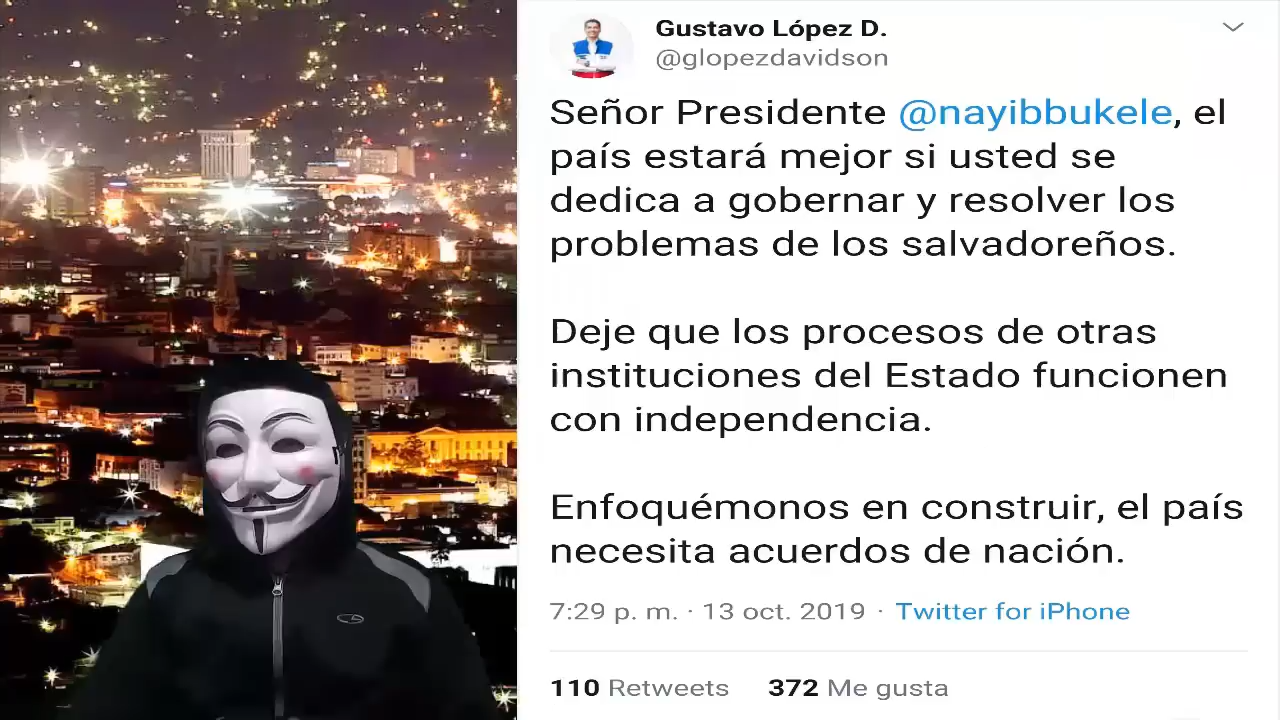 Gustavo López D.
@glopezdavidson
Señor Presidente @nayibbukele, el
país estará mejor si usted se
dedica a gobernar y resolver los
problemas de los salvadoreños.
Deje que los procesos de otras
instituciones del Estado funcionen
con independencia.
Enfoquémonos en construir, el país
necesita acuerdos de nación.
7:29 p. m. · 13 oct. 2019 · Twitter for iPhone
110 Retweets 372 Me gusta